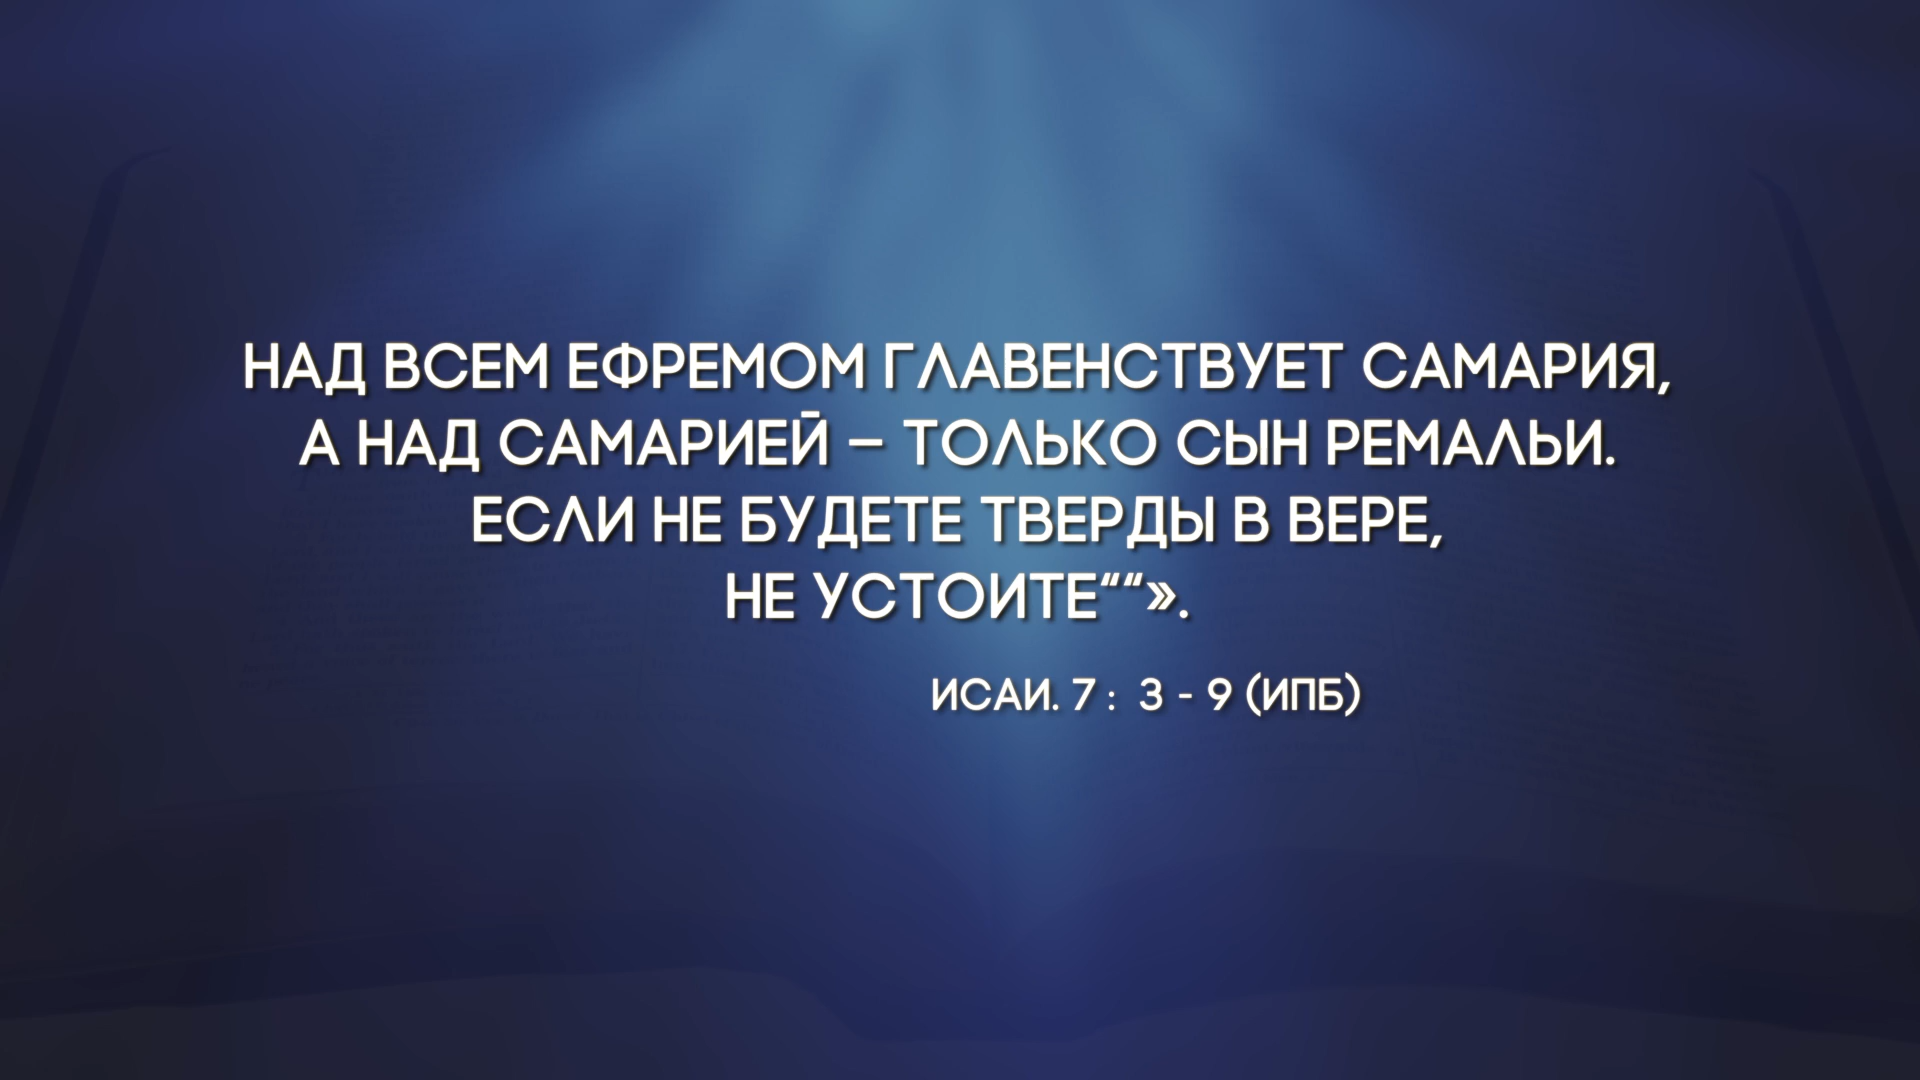 НАД ВСЕМ ЕФРЕМОМ ГЛАВЕНСТВУЕТ САМАРИЯ,
А НАД САМАРИЕЙ – ТОЛЬКО СЫН РЕМАЛЬИ.
ЕСЛИ НЕ БУДЕТЕ ТВЕРДЫ В ВЕРЕ,
НЕ УСТОИТЕ““».
ИСАИ. 7 : 3 - 9 (ИПБ)